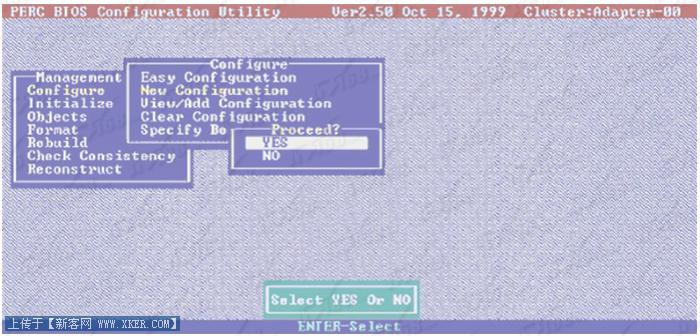 PERC BIOS Configuration Utility Ver2.50 Oct 15, 1999 Cluster:Adapter-00
Configure
Easy Configuration
New Configuration
View/Add Configuration
Clear Configuration
Specify Bo
Management
Configure
Initialize
Objects
Format
Rebuild
Check Consistency
Reconstruct
Proceed?
YES
NO
Select YES Or NO
ENTER-Select
上传于【新客网 www.XKER.com】